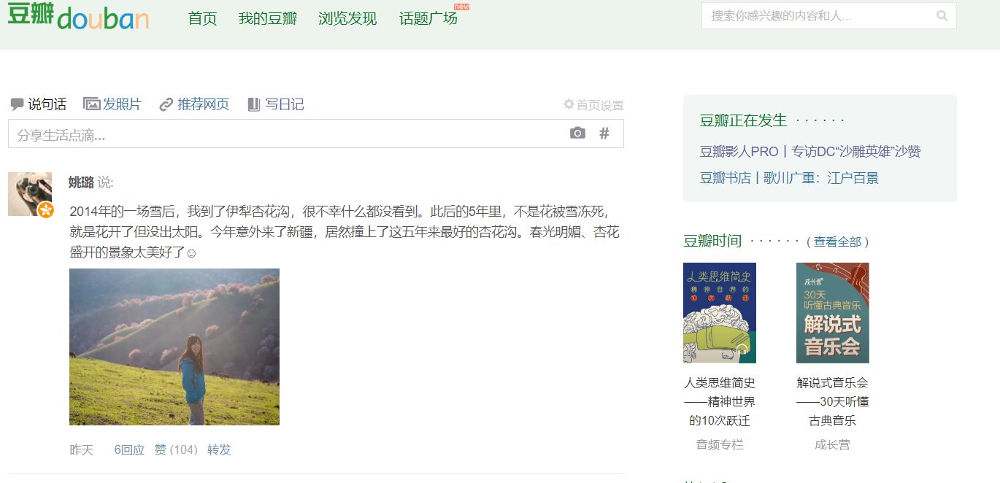 豆瓣douban
首页 我的豆瓣 浏览发现 话题广场 new
搜索你感兴趣的内容和人...
说句话 发照片 推荐网页 写日记 首页设置
分享生活点滴... #
姚璐 说:
2014年的一场雪后，我到了伊犁杏花沟，很不幸什么都没看到。此后的5年里，不是花被雪冻死，
就是花开了但没出太阳。今年意外来了新疆，居然撞上了这五年来最好的杏花沟。春光明媚、杏花
盛开的景象太美好了☺
昨天 6回应 赞 (104) 转发
豆瓣正在发生 · · · · · ·
豆瓣影人PRO丨专访DC“沙雕英雄”沙赞
豆瓣书店丨歌川广重：江户百景
豆瓣时间 · · · · · · ( 查看全部 )
人类思维简史
精神世界的
10次跃迁
人类思维简史
——精神世界
的10次跃迁
音频专栏
成长营
30天
听懂古典音乐
解说式
音乐会
解说式音乐会
——30天听懂
古典音乐
成长营